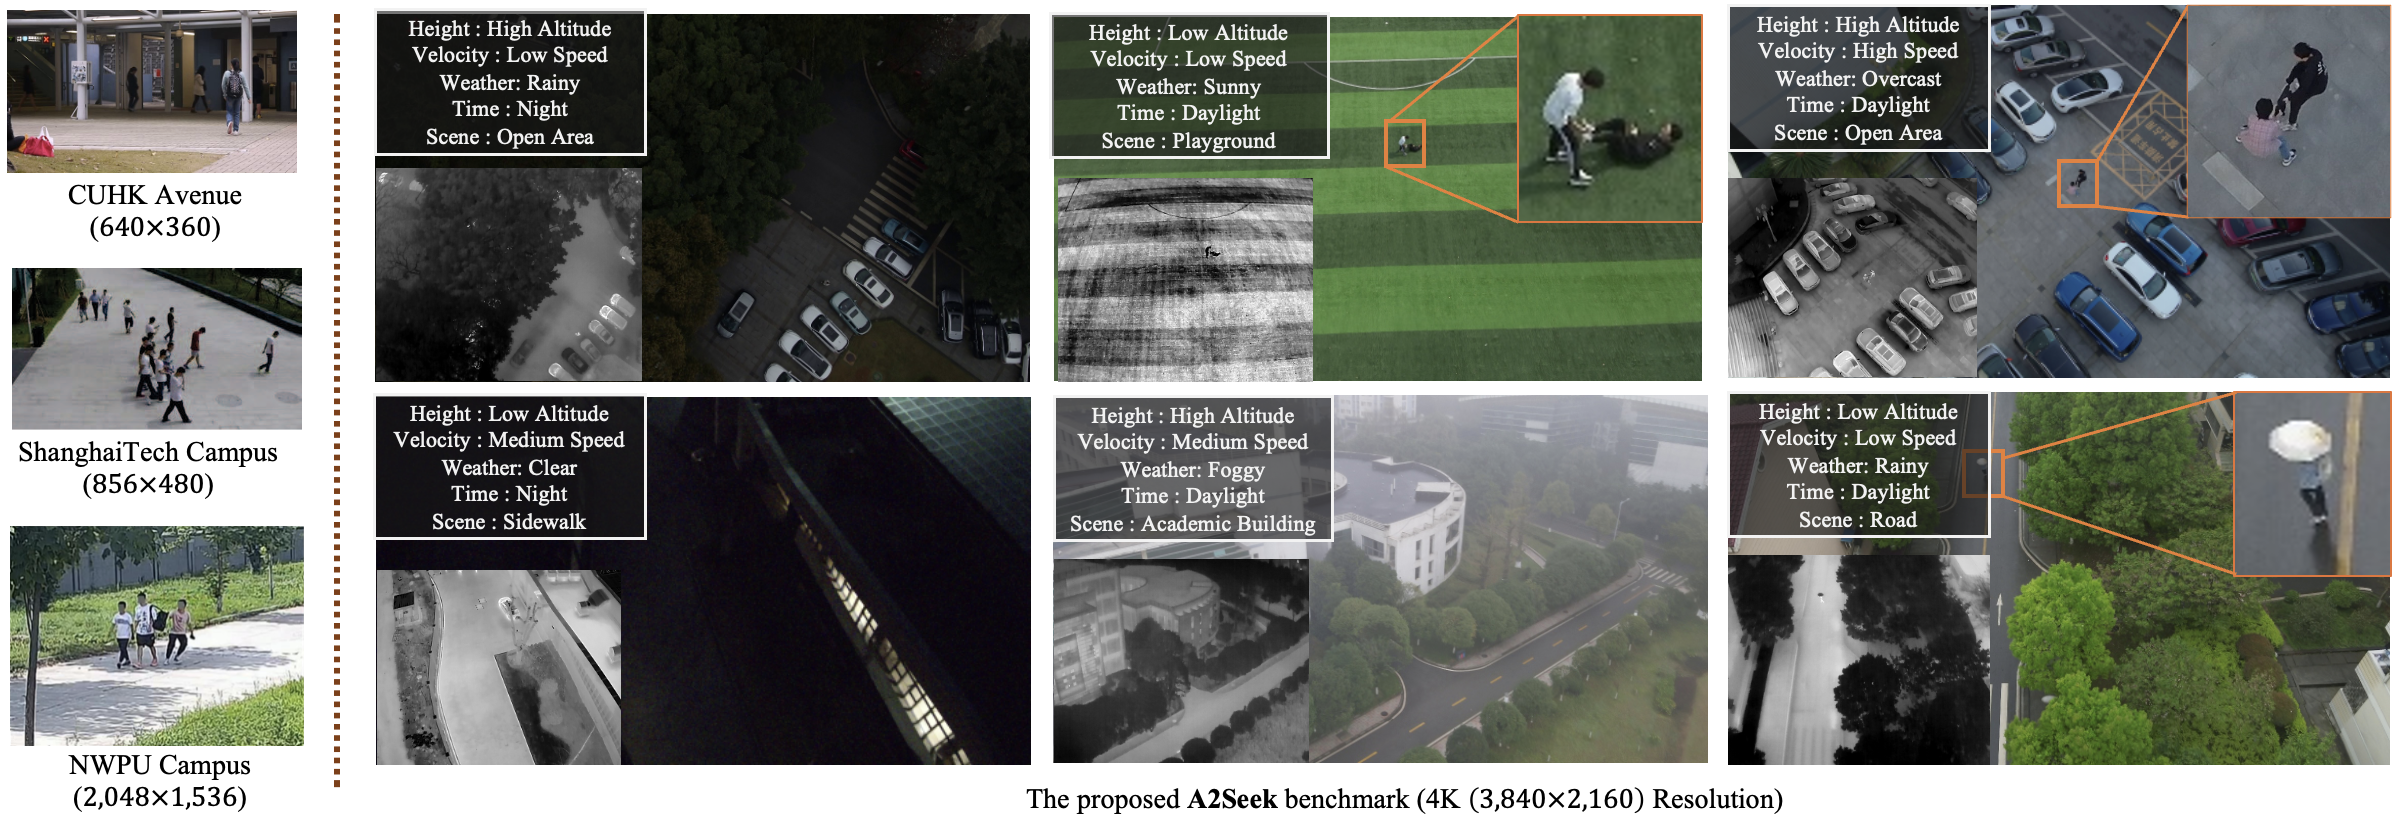 CUHK Avenue
(640×360)
ShanghaiTech Campus
(856×480)
NWPU Campus
(2,048×1,536)
Height : High Altitude
Velocity : Low Speed
Weather: Rainy
Time : Night
Scene : Open Area
Height : Low Altitude
Velocity : Low Speed
Weather: Sunny
Time : Daylight
Scene : Playground
Height : High Altitude
Velocity : High Speed
Weather: Overcast
Time : Daylight
Scene : Open Area
Height : Low Altitude
Velocity : Medium Speed
Weather: Clear
Time : Night
Scene : Sidewalk
Height : High Altitude
Velocity : Medium Speed
Weather: Foggy
Time : Daylight
Scene : Academic Building
Height : Low Altitude
Velocity : Low Speed
Weather: Rainy
Time : Daylight
Scene : Road
The proposed A2Seek benchmark (4K (3,840×2,160) Resolution)